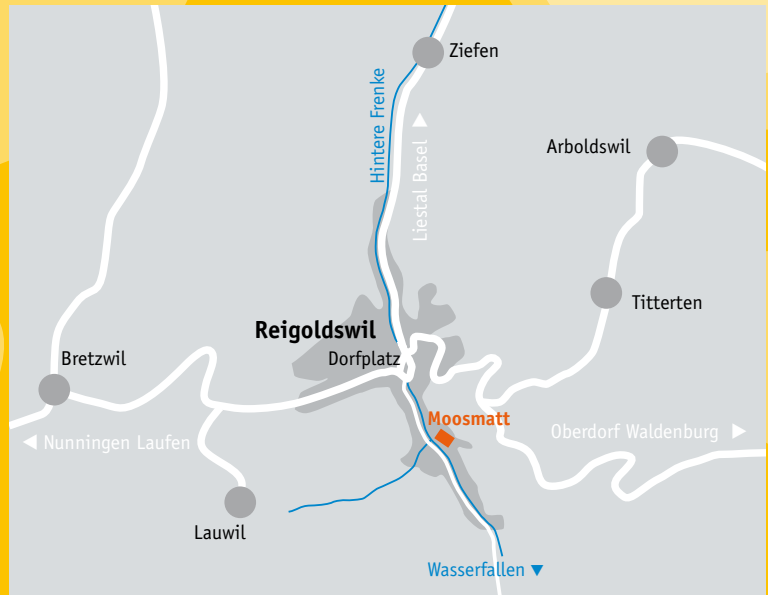 Ziefen
Hintere Frenke
Liestal Basel
Arboldswil
Titterten
Reigoldswil
Dorfplatz
Bretzwil
Moosmatt
Oberdorf Waldenburg
Nunningen Laufen
Lauwil
Wasserfallen